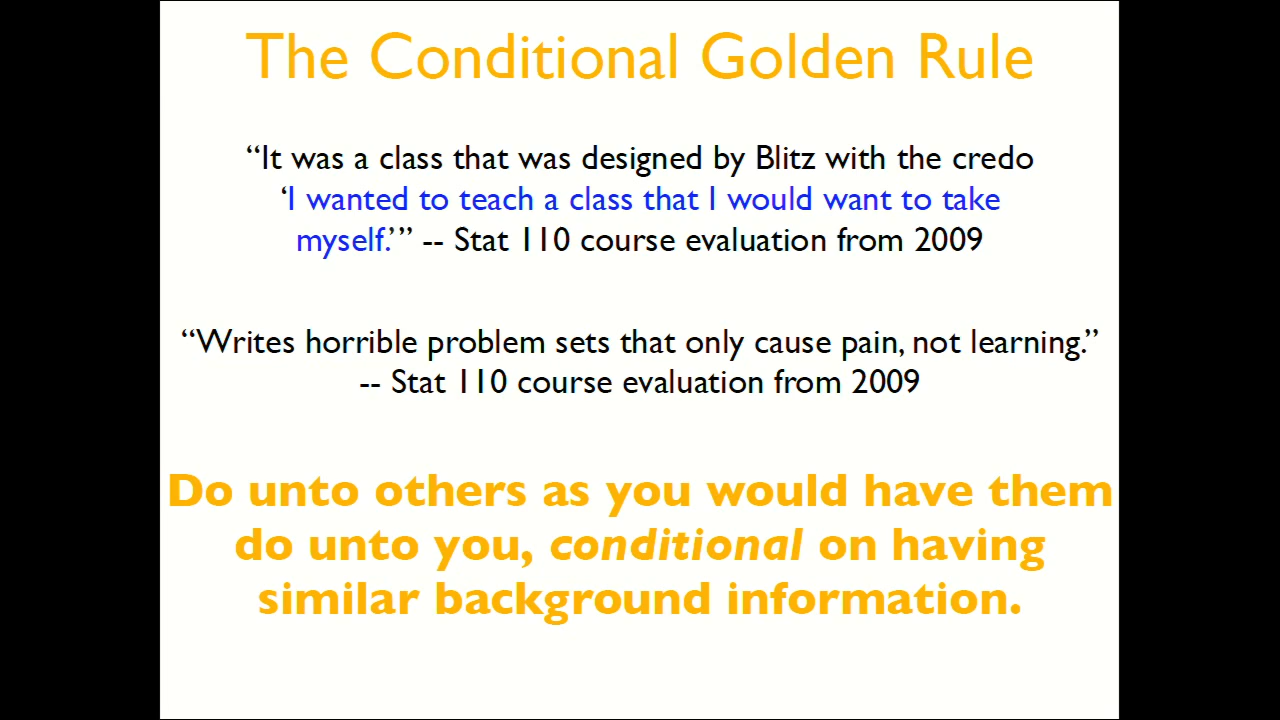 The Conditional Golden Rule
“It was a class that was designed by Blitz with the credo
‘I wanted to teach a class that I would want to take
myself.’” -- Stat 110 course evaluation from 2009
“Writes horrible problem sets that only cause pain, not learning.”
-- Stat 110 course evaluation from 2009
Do unto others as you would have them
do unto you, conditional on having
similar background information.